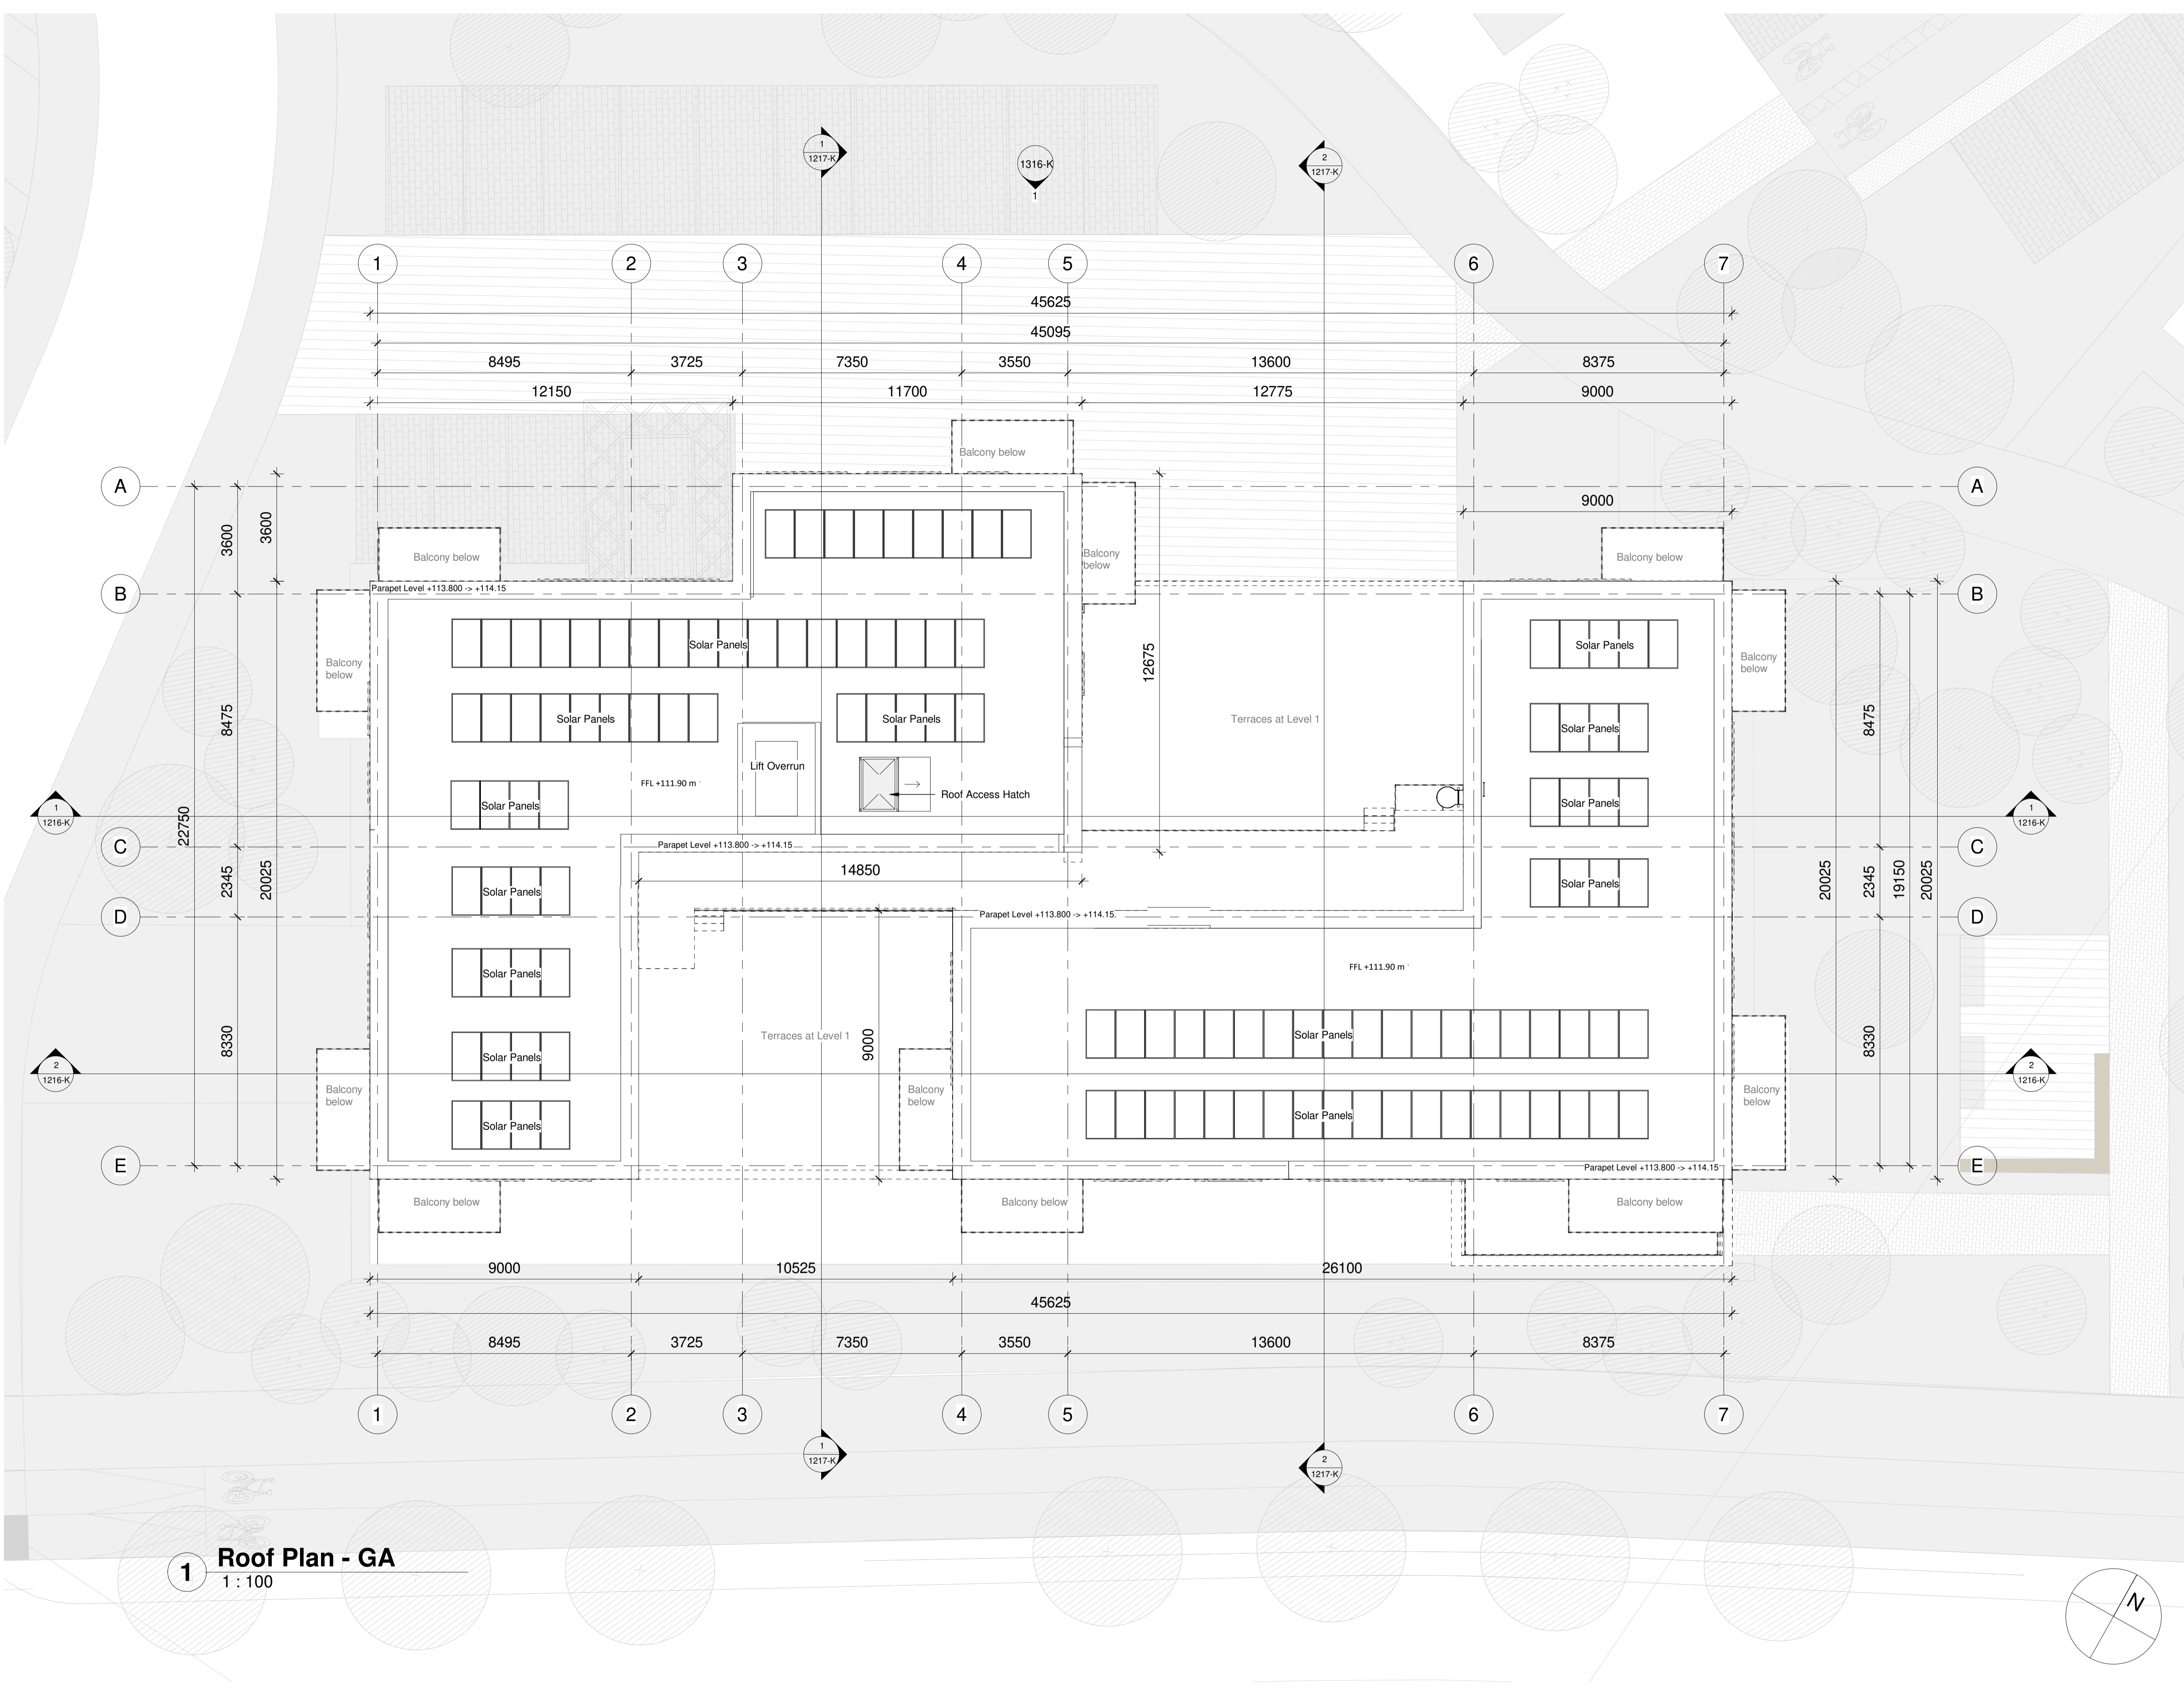 1
1217-K
1316-K
1
2
1217-K
1
2
3
4
5
6
7
45625
45095
8495
3725
7350
3550
13600
8375
12150
11700
12775
9000
Balcony below
A
A
9000
3600
3600
Balcony below
Balcony
below
Balcony below
B
Parapet Level +113.800 -> +114.15
B
Solar Panels
Solar Panels
Balcony
below
12675
Balcony
below
8475
Solar Panels
Solar Panels
Terraces at Level 1
Solar Panels
8475
Lift Overrun
FFL +111.90 m
Roof Access Hatch
Solar Panels
Solar Panels
1
1216-K
1
1216-K
22750
C
Parapet Level +113.800 -> +114.15
C
14850
2345
20025
Solar Panels
Solar Panels
20025
2345
19150
20025
D
Parapet Level +113.800 -> +114.15
D
Solar Panels
FFL +111.90 m
8330
Terraces at Level 1
9000
Solar Panels
8330
Solar Panels
2
1216-K
2
1216-K
Balcony
below
Balcony
below
Balcony
below
Solar Panels
Solar Panels
E
Parapet Level +113.800 -> +114.15
E
Balcony below
Balcony below
Balcony below
9000
10525
26100
45625
8495
3725
7350
3550
13600
8375
1
2
3
4
5
6
7
1
1217-K
2
1217-K
1
Roof Plan - GA
1 : 100
N